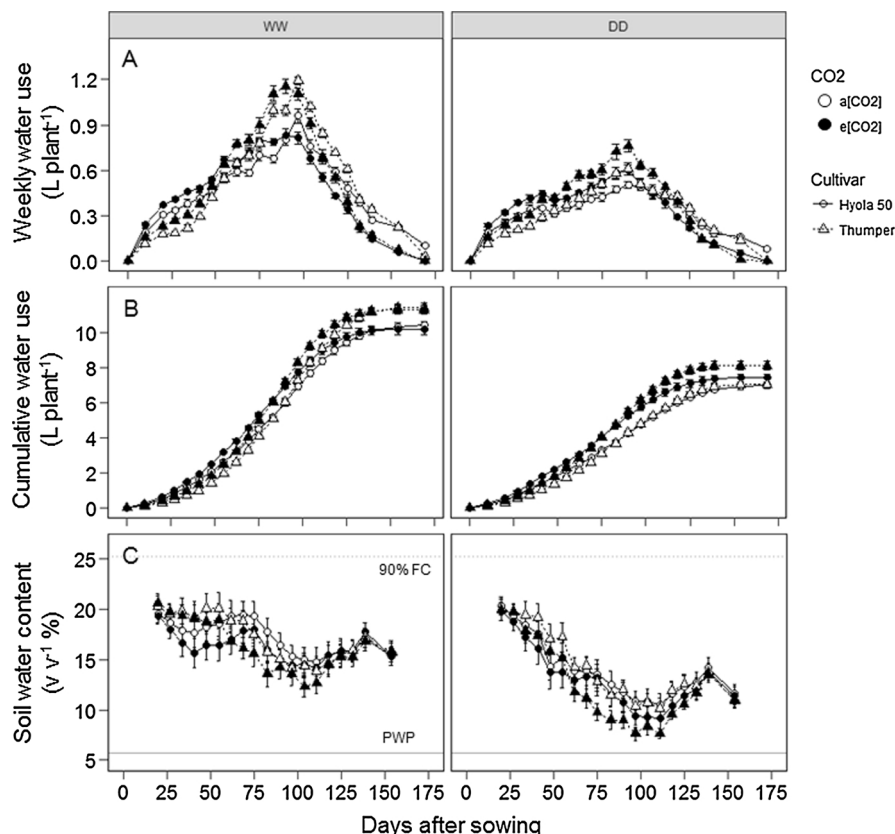 WW
DD
A
Weekly water use
(L plant⁻¹)
1.2
0.9
0.6
0.3
0.0
CO2
a[CO2]
e[CO2]
Cultivar
Hyola 50
Thumper
B
Cumulative water use
(L plant⁻¹)
10
8
6
4
2
0
C
Soil water content
(v v⁻¹ %)
25
20
15
10
5
90% FC
PWP
0 25 50 75 100 125 150 175
0 25 50 75 100 125 150 175
Days after sowing